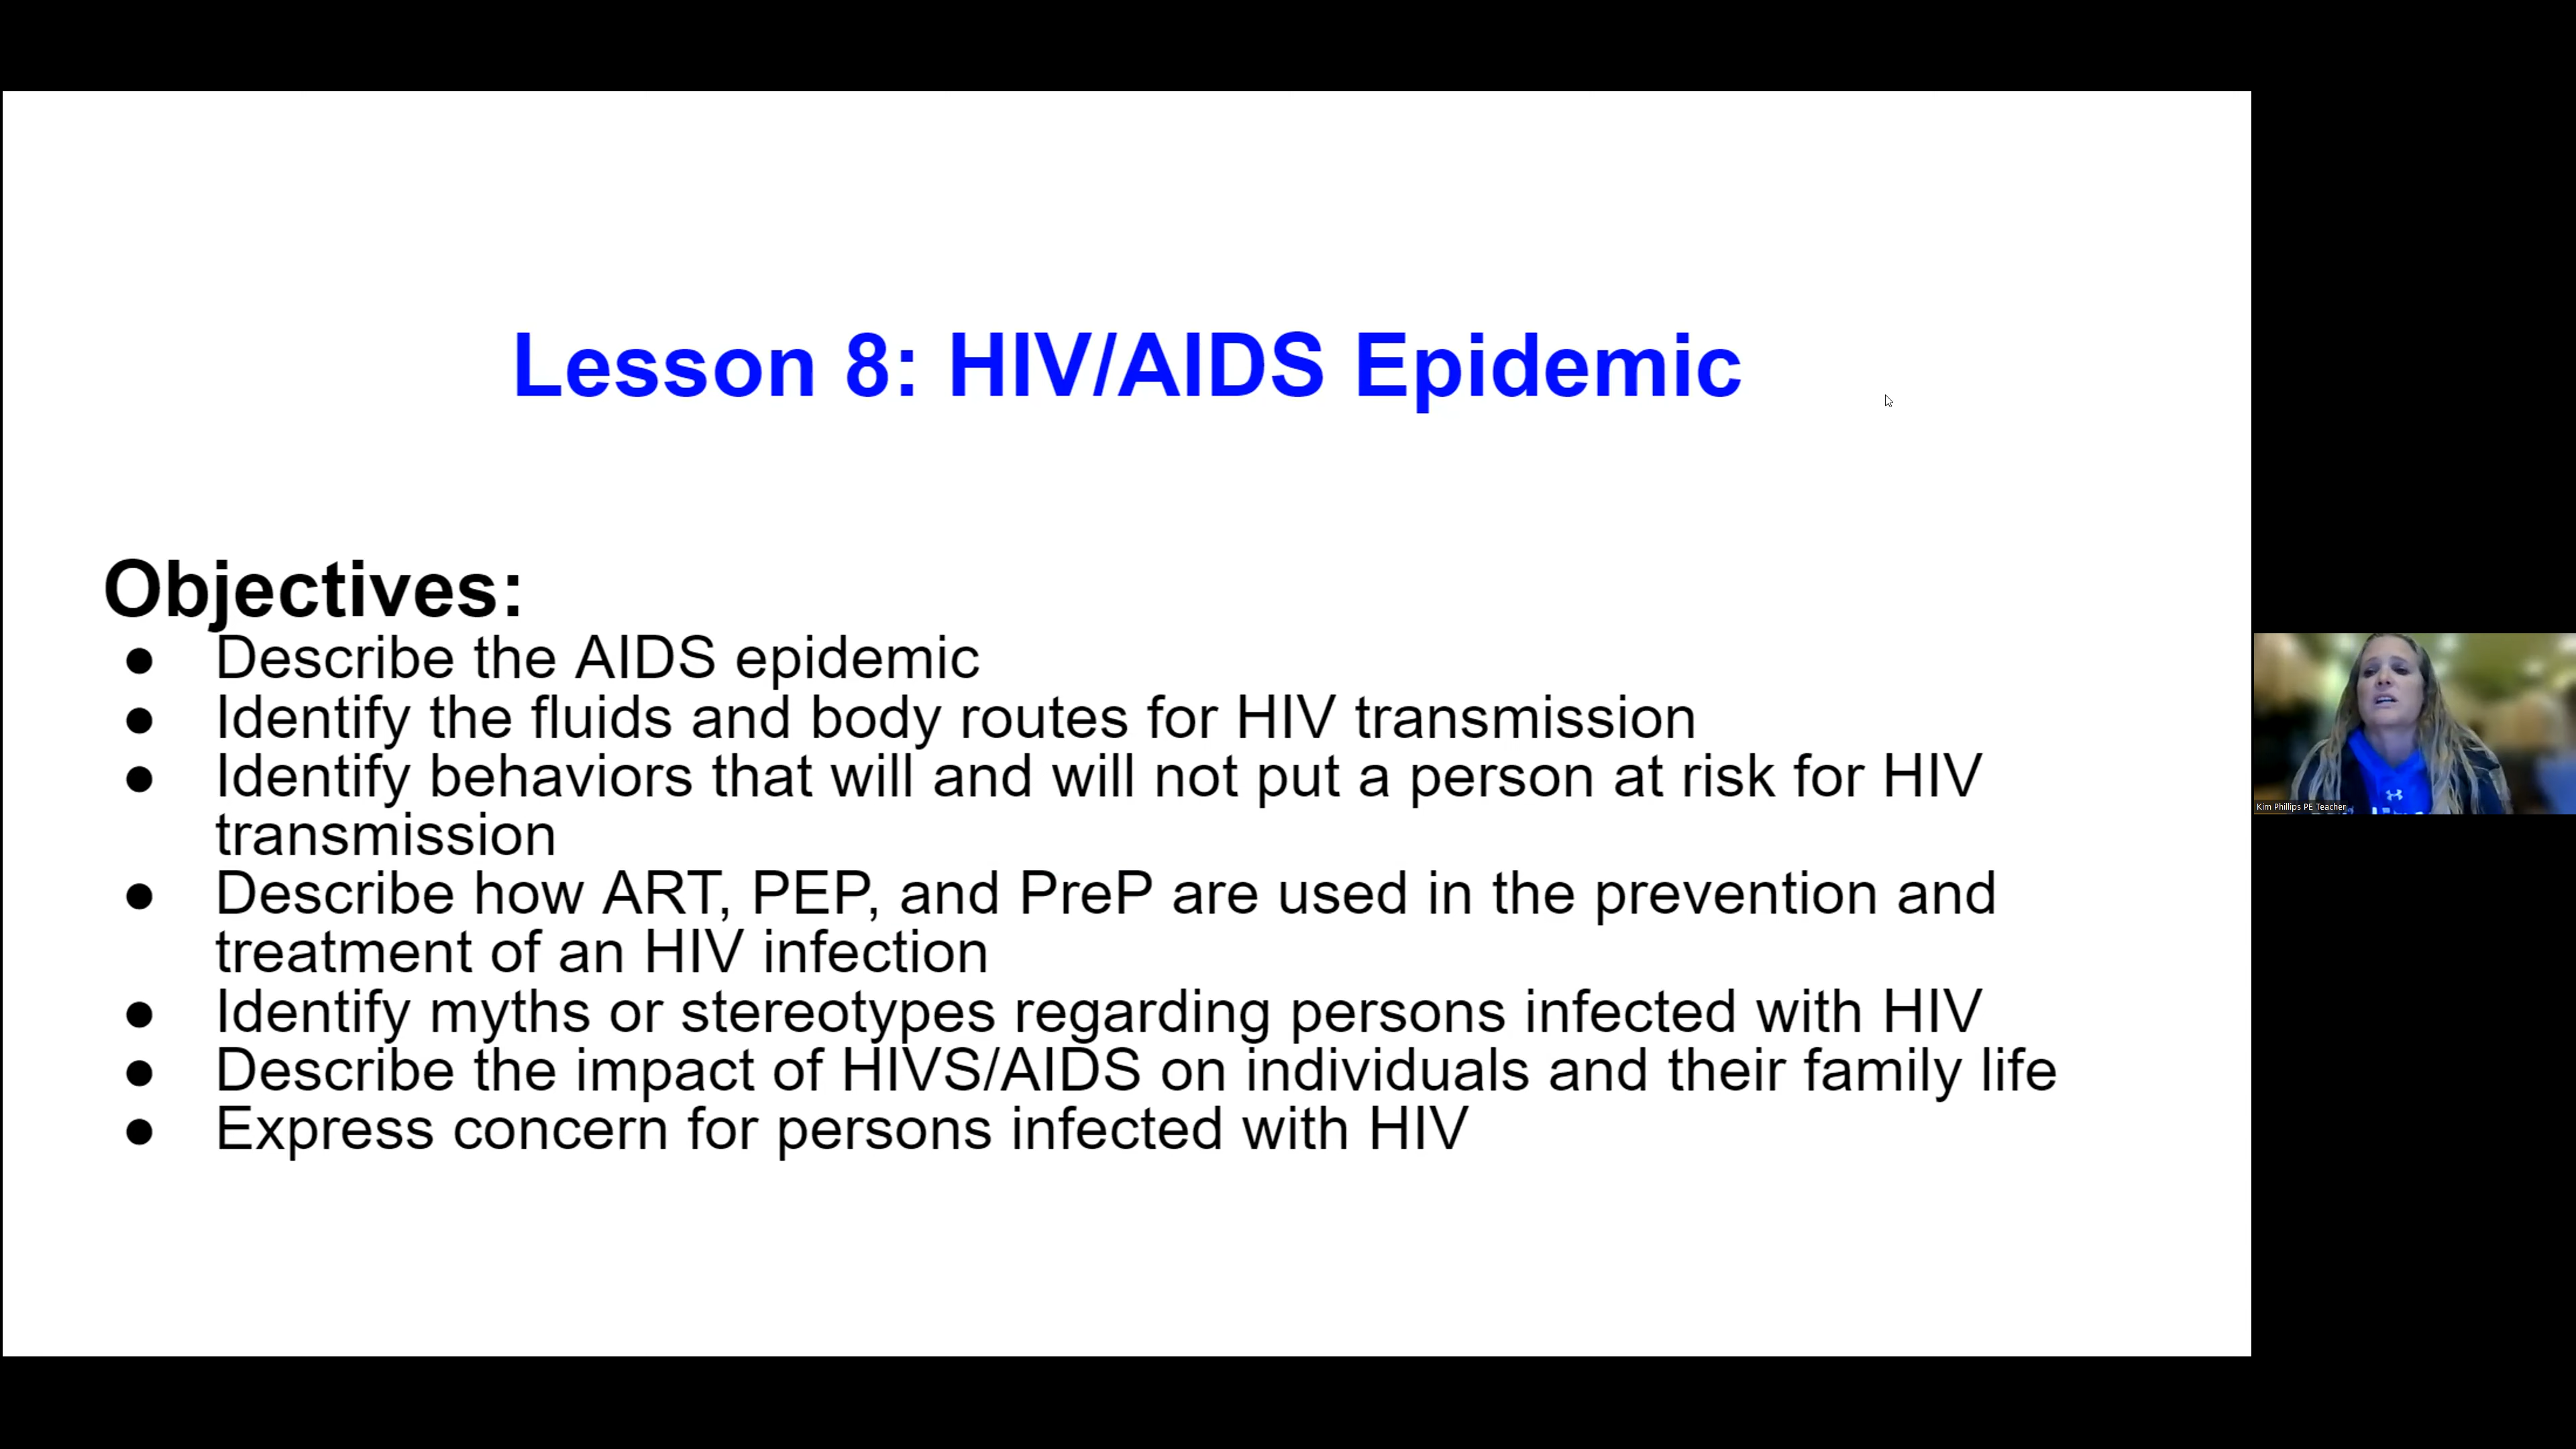 Lesson 8: HIV/AIDS Epidemic
Objectives:
● Describe the AIDS epidemic
● Identify the fluids and body routes for HIV transmission
● Identify behaviors that will and will not put a person at risk for HIV
transmission
● Describe how ART, PEP, and PreP are used in the prevention and
treatment of an HIV infection
● Identify myths or stereotypes regarding persons infected with HIV
● Describe the impact of HIVS/AIDS on individuals and their family life
● Express concern for persons infected with HIV
Kim Phillips PE Teacher